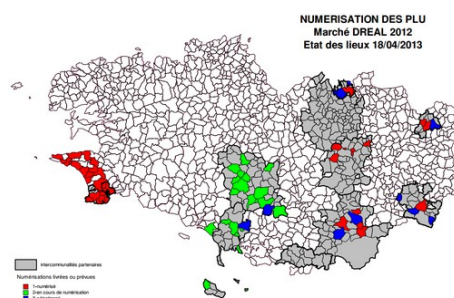 NUMERISATION DES PLU
Marché DREAL 2012
Etat des lieux 18/04/2013
intercommunalités partenaires
Numérisations livrées ou prévues
1-numérisé
2-en cours de numérisation